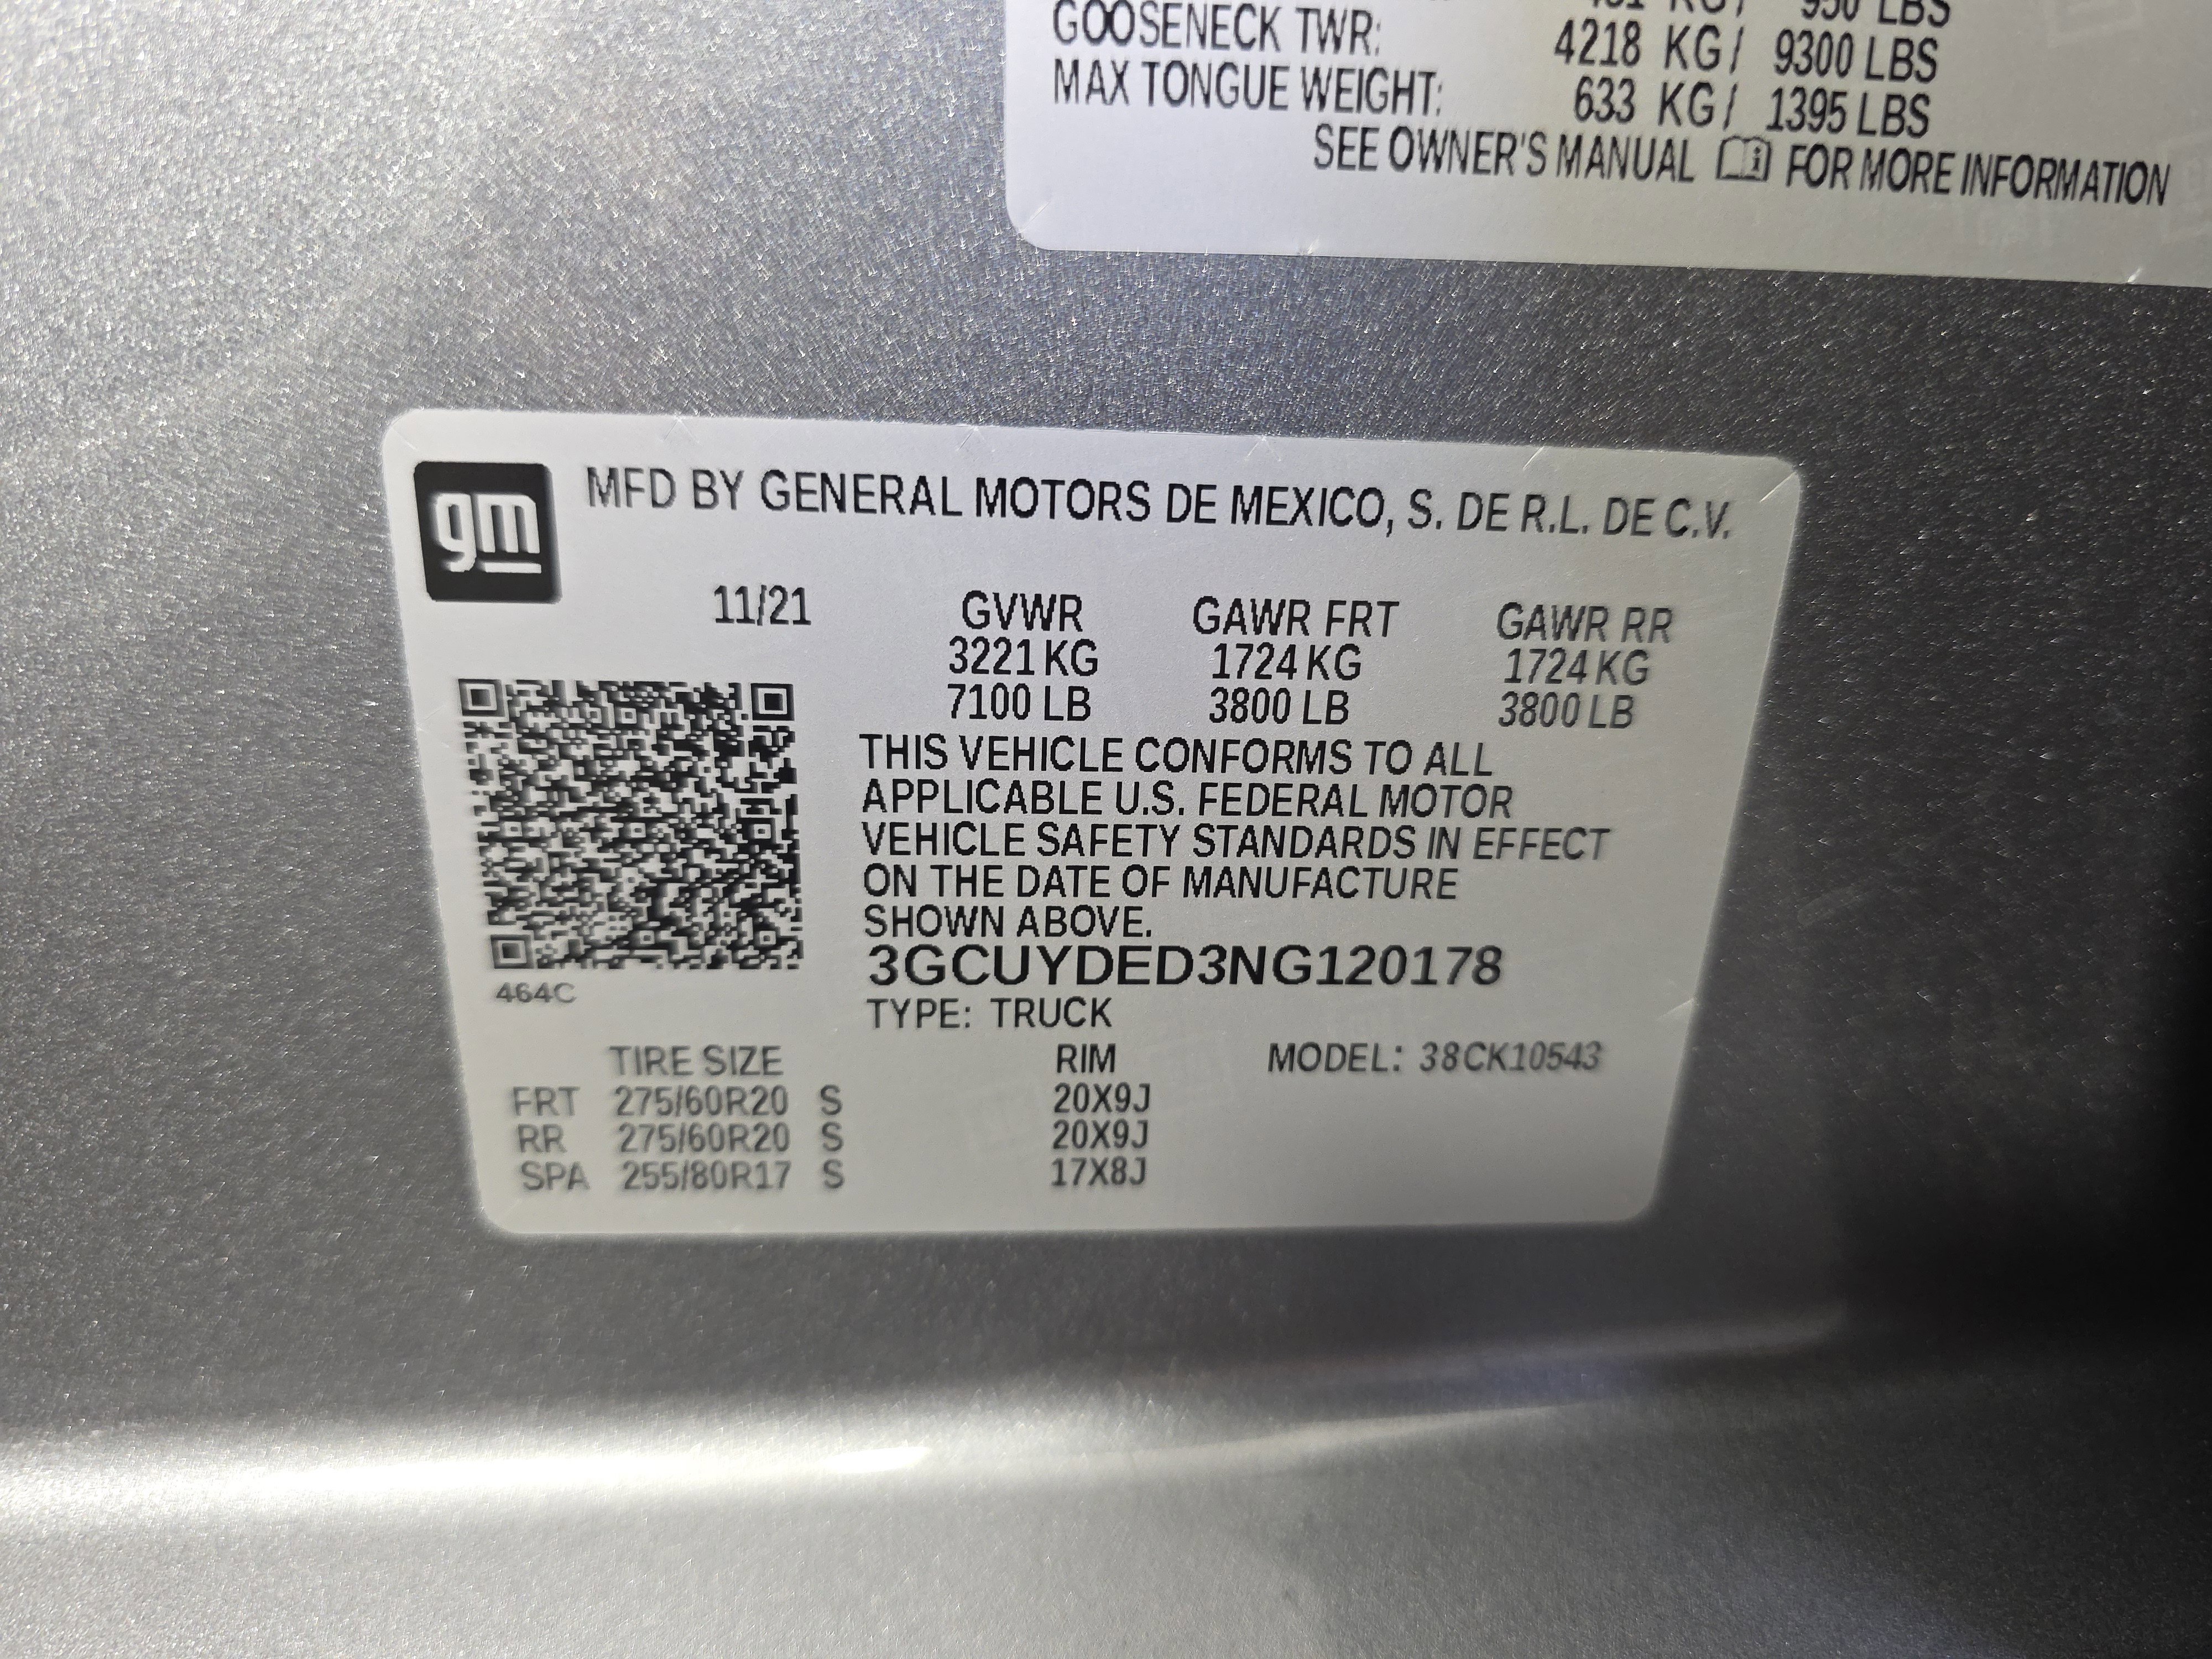 950 LBS
GOOSENECK TWR: 4218 KG/ 9300 LBS
MAX TONGUE WEIGHT: 633 KG/ 1395 LBS
SEE OWNER'S MANUAL FOR MORE INFORMATION
gm
MFD BY GENERAL MOTORS DE MEXICO, S. DE R.L. DE C.V.
11/21 GVWR GAWR FRT GAWR RR
3221 KG 1724 KG 1724 KG
7100 LB 3800 LB 3800 LB
THIS VEHICLE CONFORMS TO ALL
APPLICABLE U.S. FEDERAL MOTOR
VEHICLE SAFETY STANDARDS IN EFFECT
ON THE DATE OF MANUFACTURE
SHOWN ABOVE.
3GCUYDED3NG120178
464C
TYPE: TRUCK
TIRE SIZE RIM MODEL: 38CK10543
FRT 275/60R20 S 20X9J
RR 275/60R20 S 20X9J
SPA 255/80R17 S 17X8J